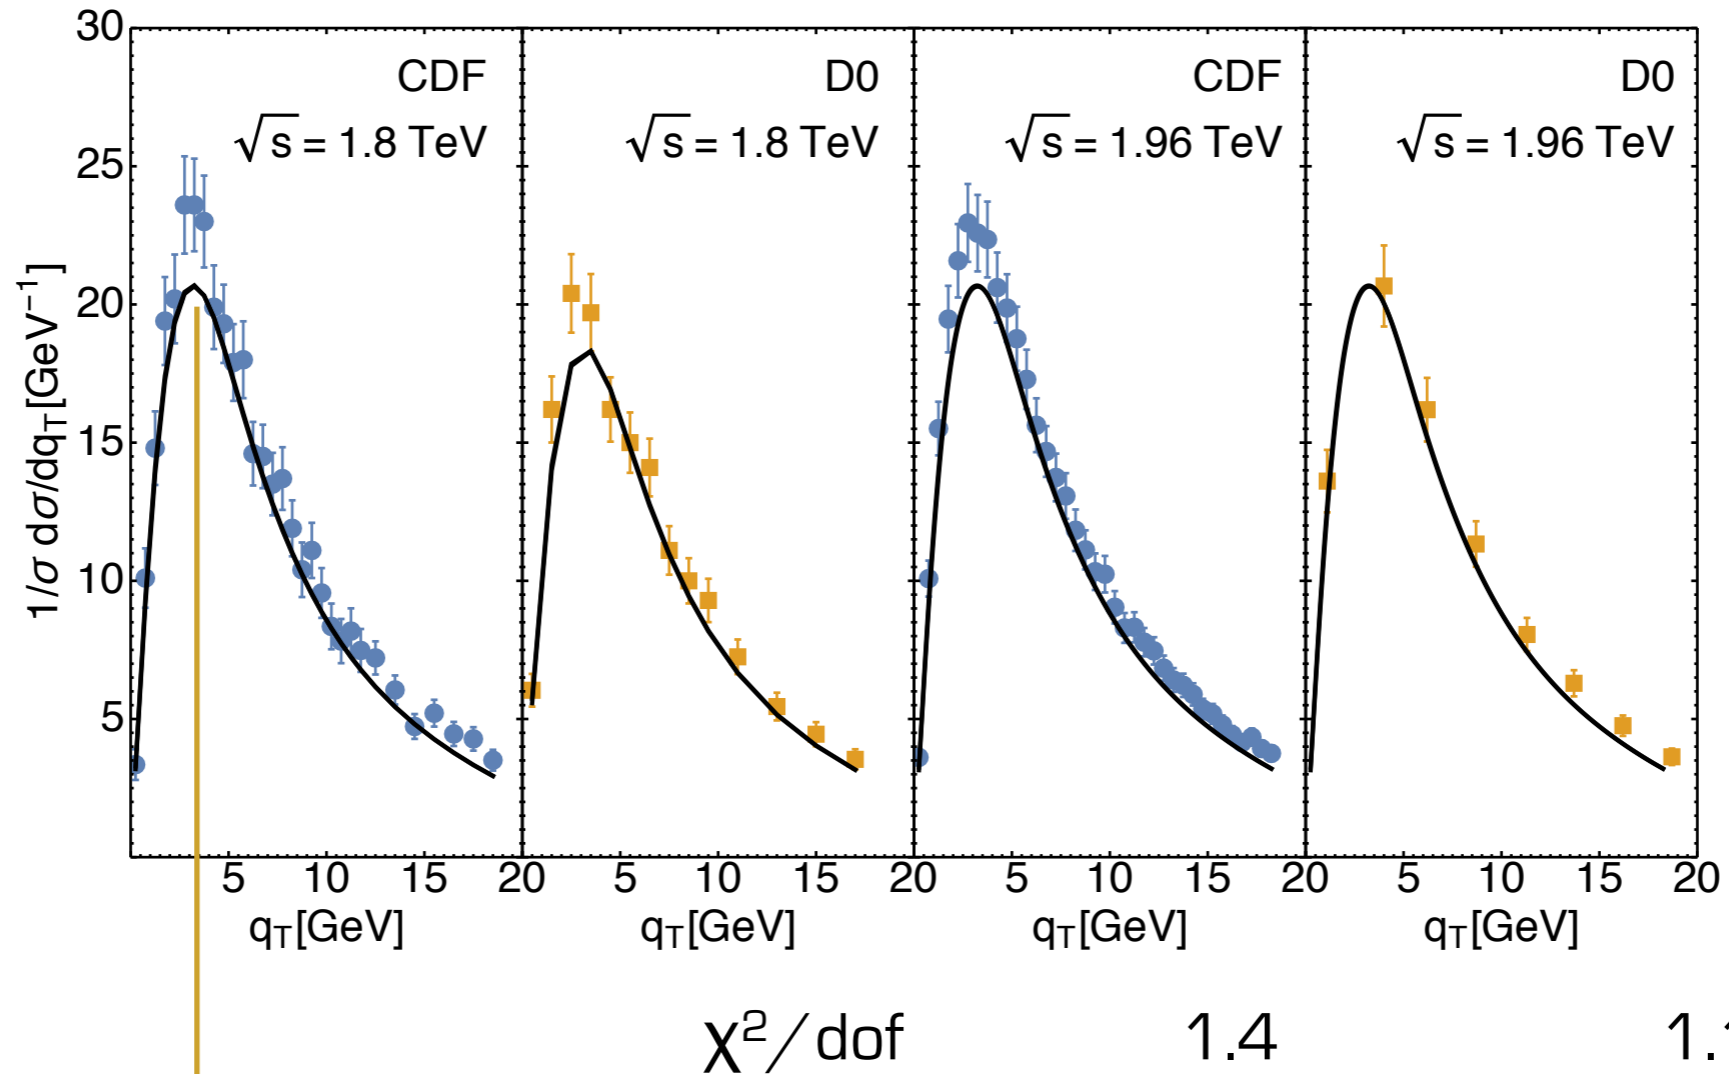 30
25
20
15
10
5
1/σ dσ/dq_T[GeV⁻¹]
CDF
√s = 1.8 TeV
D0
√s = 1.8 TeV
CDF
√s = 1.96 TeV
D0
√s = 1.96 TeV
5 10 15 20 5 10 15 20 5 10 15 20 5 10 15 20
q_T[GeV] q_T[GeV] q_T[GeV] q_T[GeV]
χ²/dof 1.4